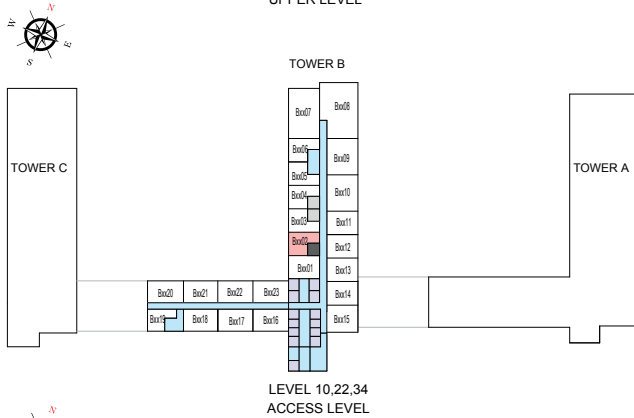 UPPER LEVEL
N
W
E
S
TOWER B
TOWER C
TOWER A
Bxx07
Bxx08
Bxx06
Bxx09
Bxx05
Bxx04
Bxx10
Bxx03
Bxx11
Bxx02
Bxx12
Bxx01
Bxx13
Bxx20
Bxx21
Bxx22
Bxx23
Bxx14
Bxx19
Bxx18
Bxx17
Bxx16
Bxx15
LEVEL 10,22,34
ACCESS LEVEL
N